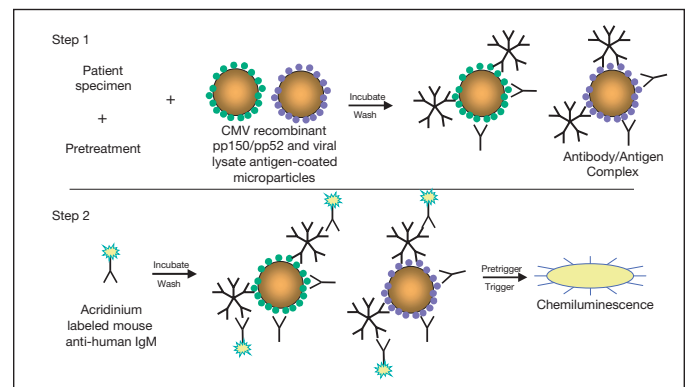 Step 1
Patient
specimen
+
Pretreatment
+
CMV recombinant
pp150/pp52 and viral
lysate antigen-coated
microparticles
Incubate
Wash
Antibody/Antigen
Complex
Step 2
Acridinium
labeled mouse
anti-human IgM
Incubate
Wash
Pretrigger
Trigger
Chemiluminescence